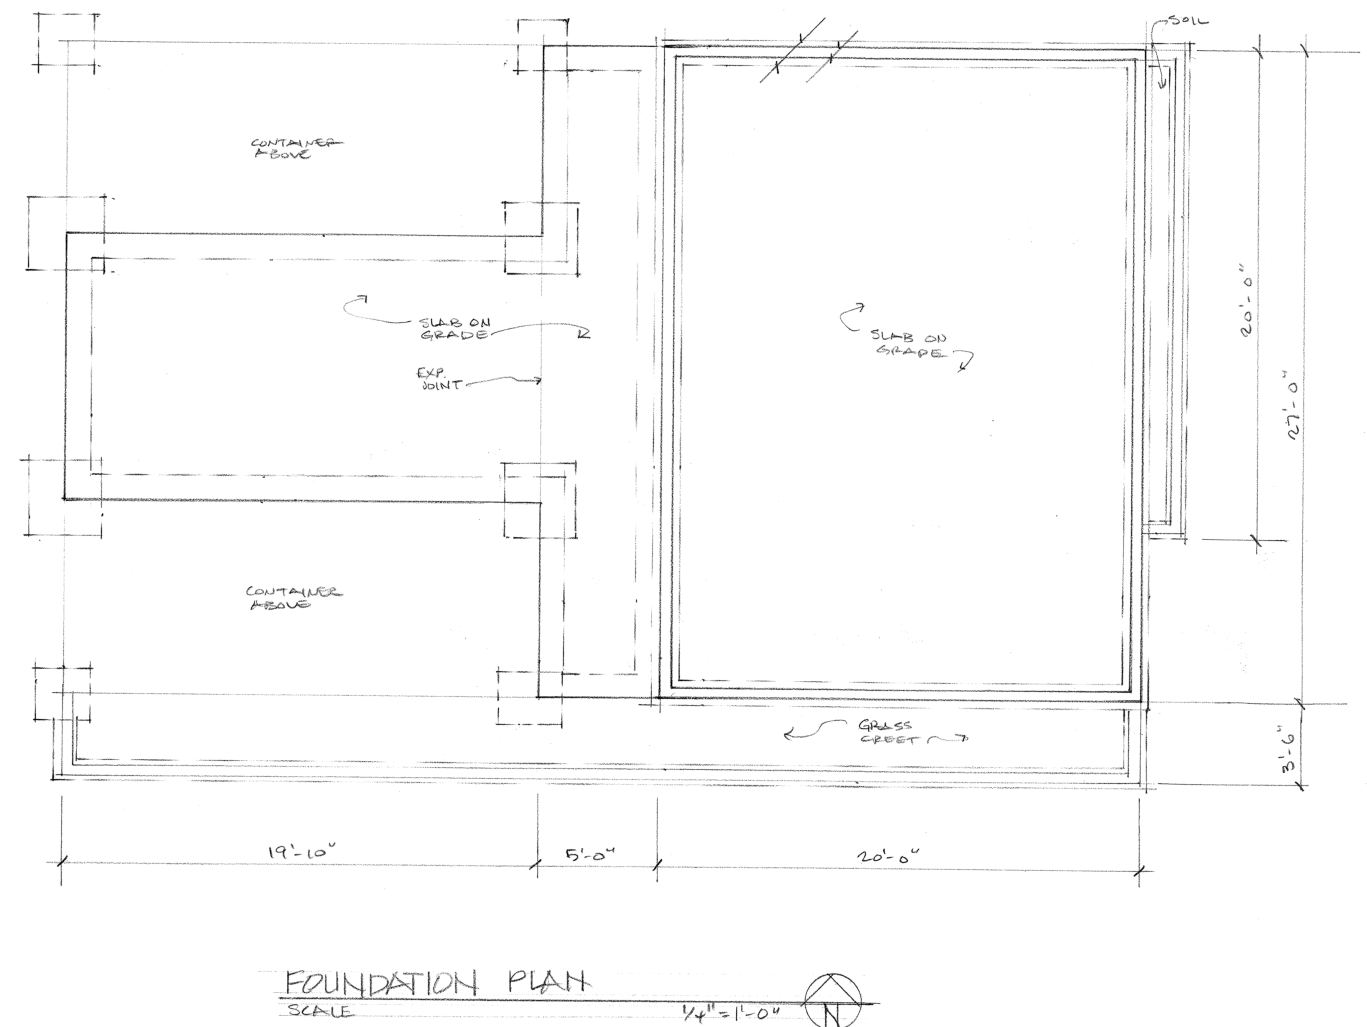 SOIL
CONTAINER
ABOVE
SLAB ON
GRADE
SLAB ON
GRADE
EXP.
JOINT
20'-0"
27'-0"
CONTAINER
ABOVE
GRASS
CREET
3'-6"
19'-10"
5'-0"
20'-0"
FOUNDATION PLAN
SCALE 1/4"=1'-0"
N